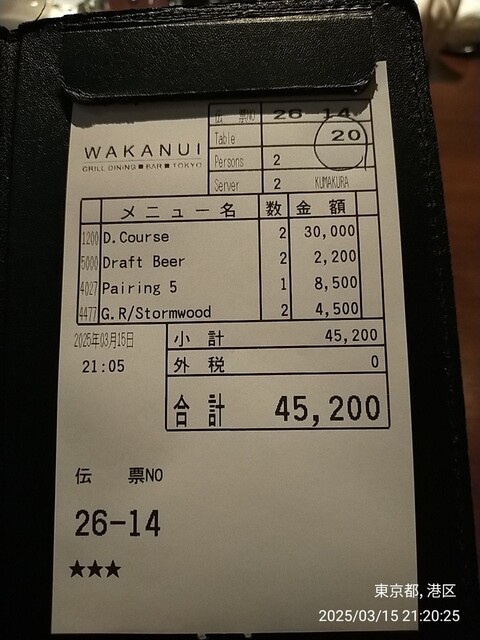 伝 票NO 26-14
WAKANUI
GRILL DINING ■ BAR ■ TOKYO
Table 20
Persons 2
Server 2 KUMAKURA
メニュー名 数 金 額
1200 D.Course 2 30,000
5000 Draft Beer 2 2,200
4027 Pairing 5 1 8,500
4477 G.R/Stormwood 2 4,500
2025年03月15日
21:05
小 計 45,200
外 税 0
合 計 45,200
伝 票NO
26-14
★★★
東京都,港区
2025/03/15 21:20:25